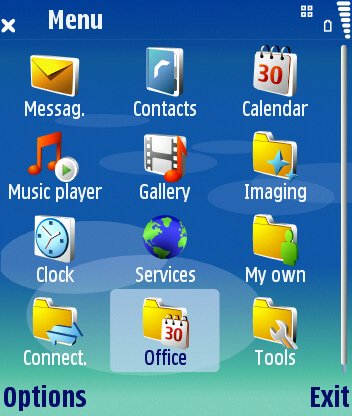 Menu
Messag. Contacts 30 Calendar
Music player Gallery Imaging
Clock Services My own
Connect. 30 Office Tools
Options Exit